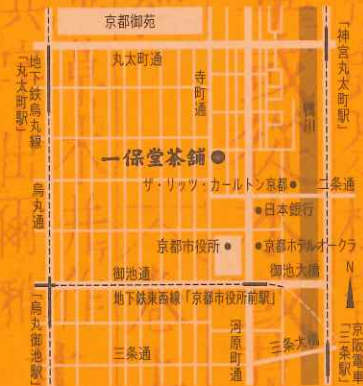 京都御苑
丸太町通
地下鉄烏丸線
「丸太町駅」
寺町通
鴨川
「神宮丸太町駅」
一保堂茶舗
ザ・リッツ・カールトン京都
二条通
日本銀行
烏丸通
京都市役所
京都ホテルオークラ
御池通
御池大橋
N
地下鉄東西線「京都市役所前駅」
「烏丸御池駅」
三条通
河原町通
三条大橋
京阪電車
「三条駅」